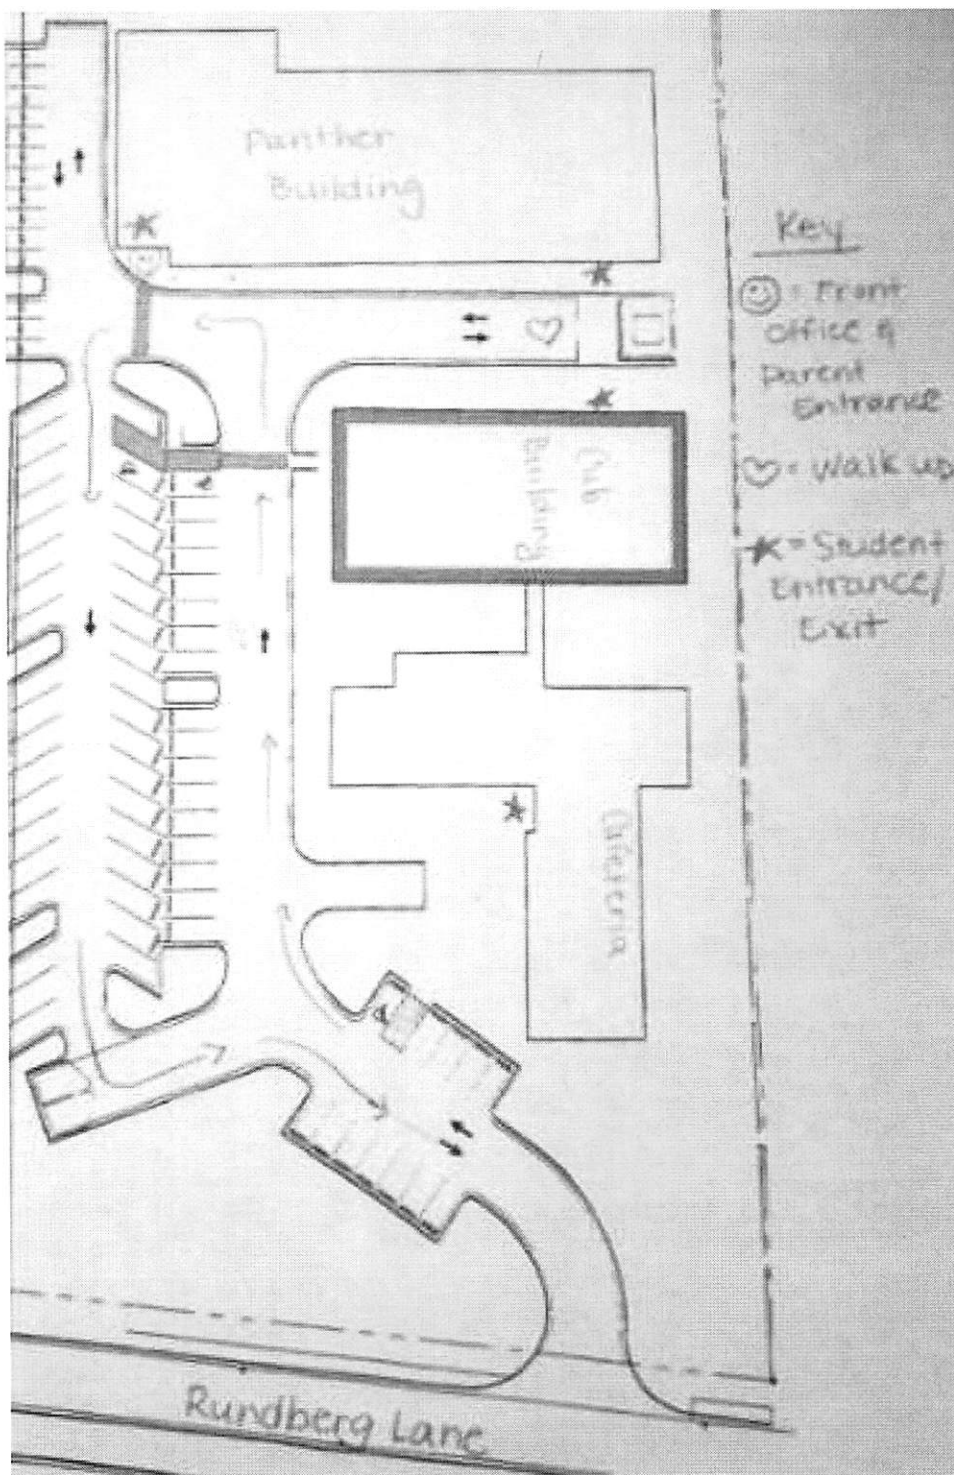 Panther
Building
Key
= Front
Office &
Parent
Entrance
= Walk up
= Student
Entrance/
Exit
Cub
Building
Cafeteria
Rundberg Lane